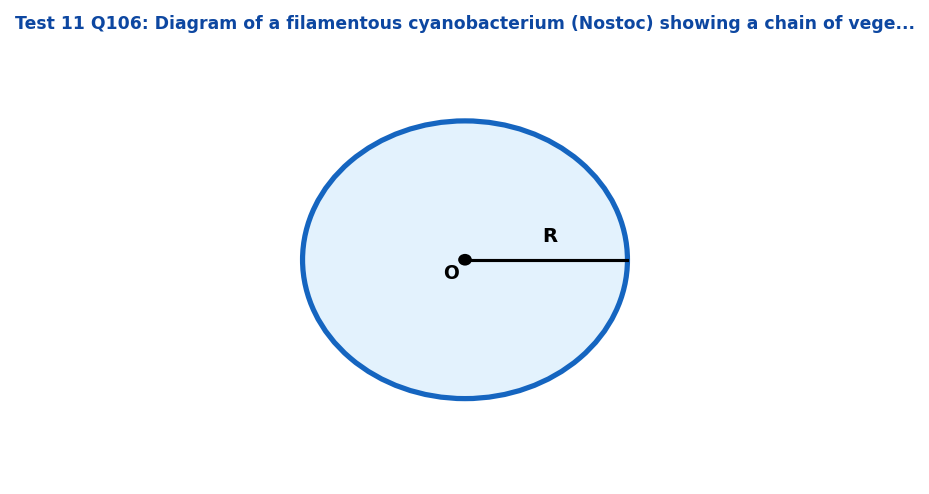 Test 11 Q106: Diagram of a filamentous cyanobacterium (Nostoc) showing a chain of vege...
R
O